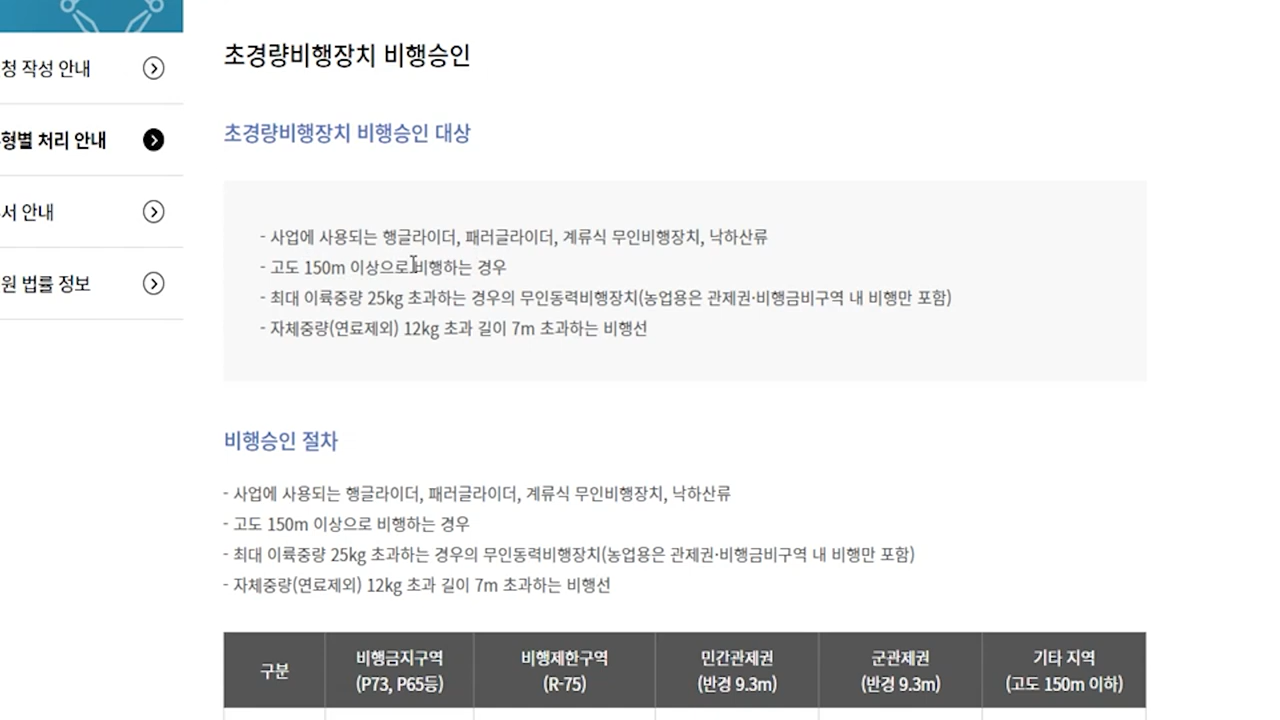 초경량비행장치 비행승인
청 작성 안내
형별 처리 안내
서 안내
원 법률 정보
초경량비행장치 비행승인 대상
- 사업에 사용되는 행글라이더, 패러글라이더, 계류식 무인비행장치, 낙하산류
- 고도 150m 이상으로 비행하는 경우
- 최대 이륙중량 25kg 초과하는 경우의 무인동력비행장치(농업용은 관제권·비행금비구역 내 비행만 포함)
- 자체중량(연료제외) 12kg 초과 길이 7m 초과하는 비행선
비행승인 절차
- 사업에 사용되는 행글라이더, 패러글라이더, 계류식 무인비행장치, 낙하산류
- 고도 150m 이상으로 비행하는 경우
- 최대 이륙중량 25kg 초과하는 경우의 무인동력비행장치(농업용은 관제권·비행금비구역 내 비행만 포함)
- 자체중량(연료제외) 12kg 초과 길이 7m 초과하는 비행선
구분
비행금지구역
(P73, P65등)
비행제한구역
(R-75)
민간관제권
(반경 9.3m)
군관제권
(반경 9.3m)
기타 지역
(고도 150m 이하)